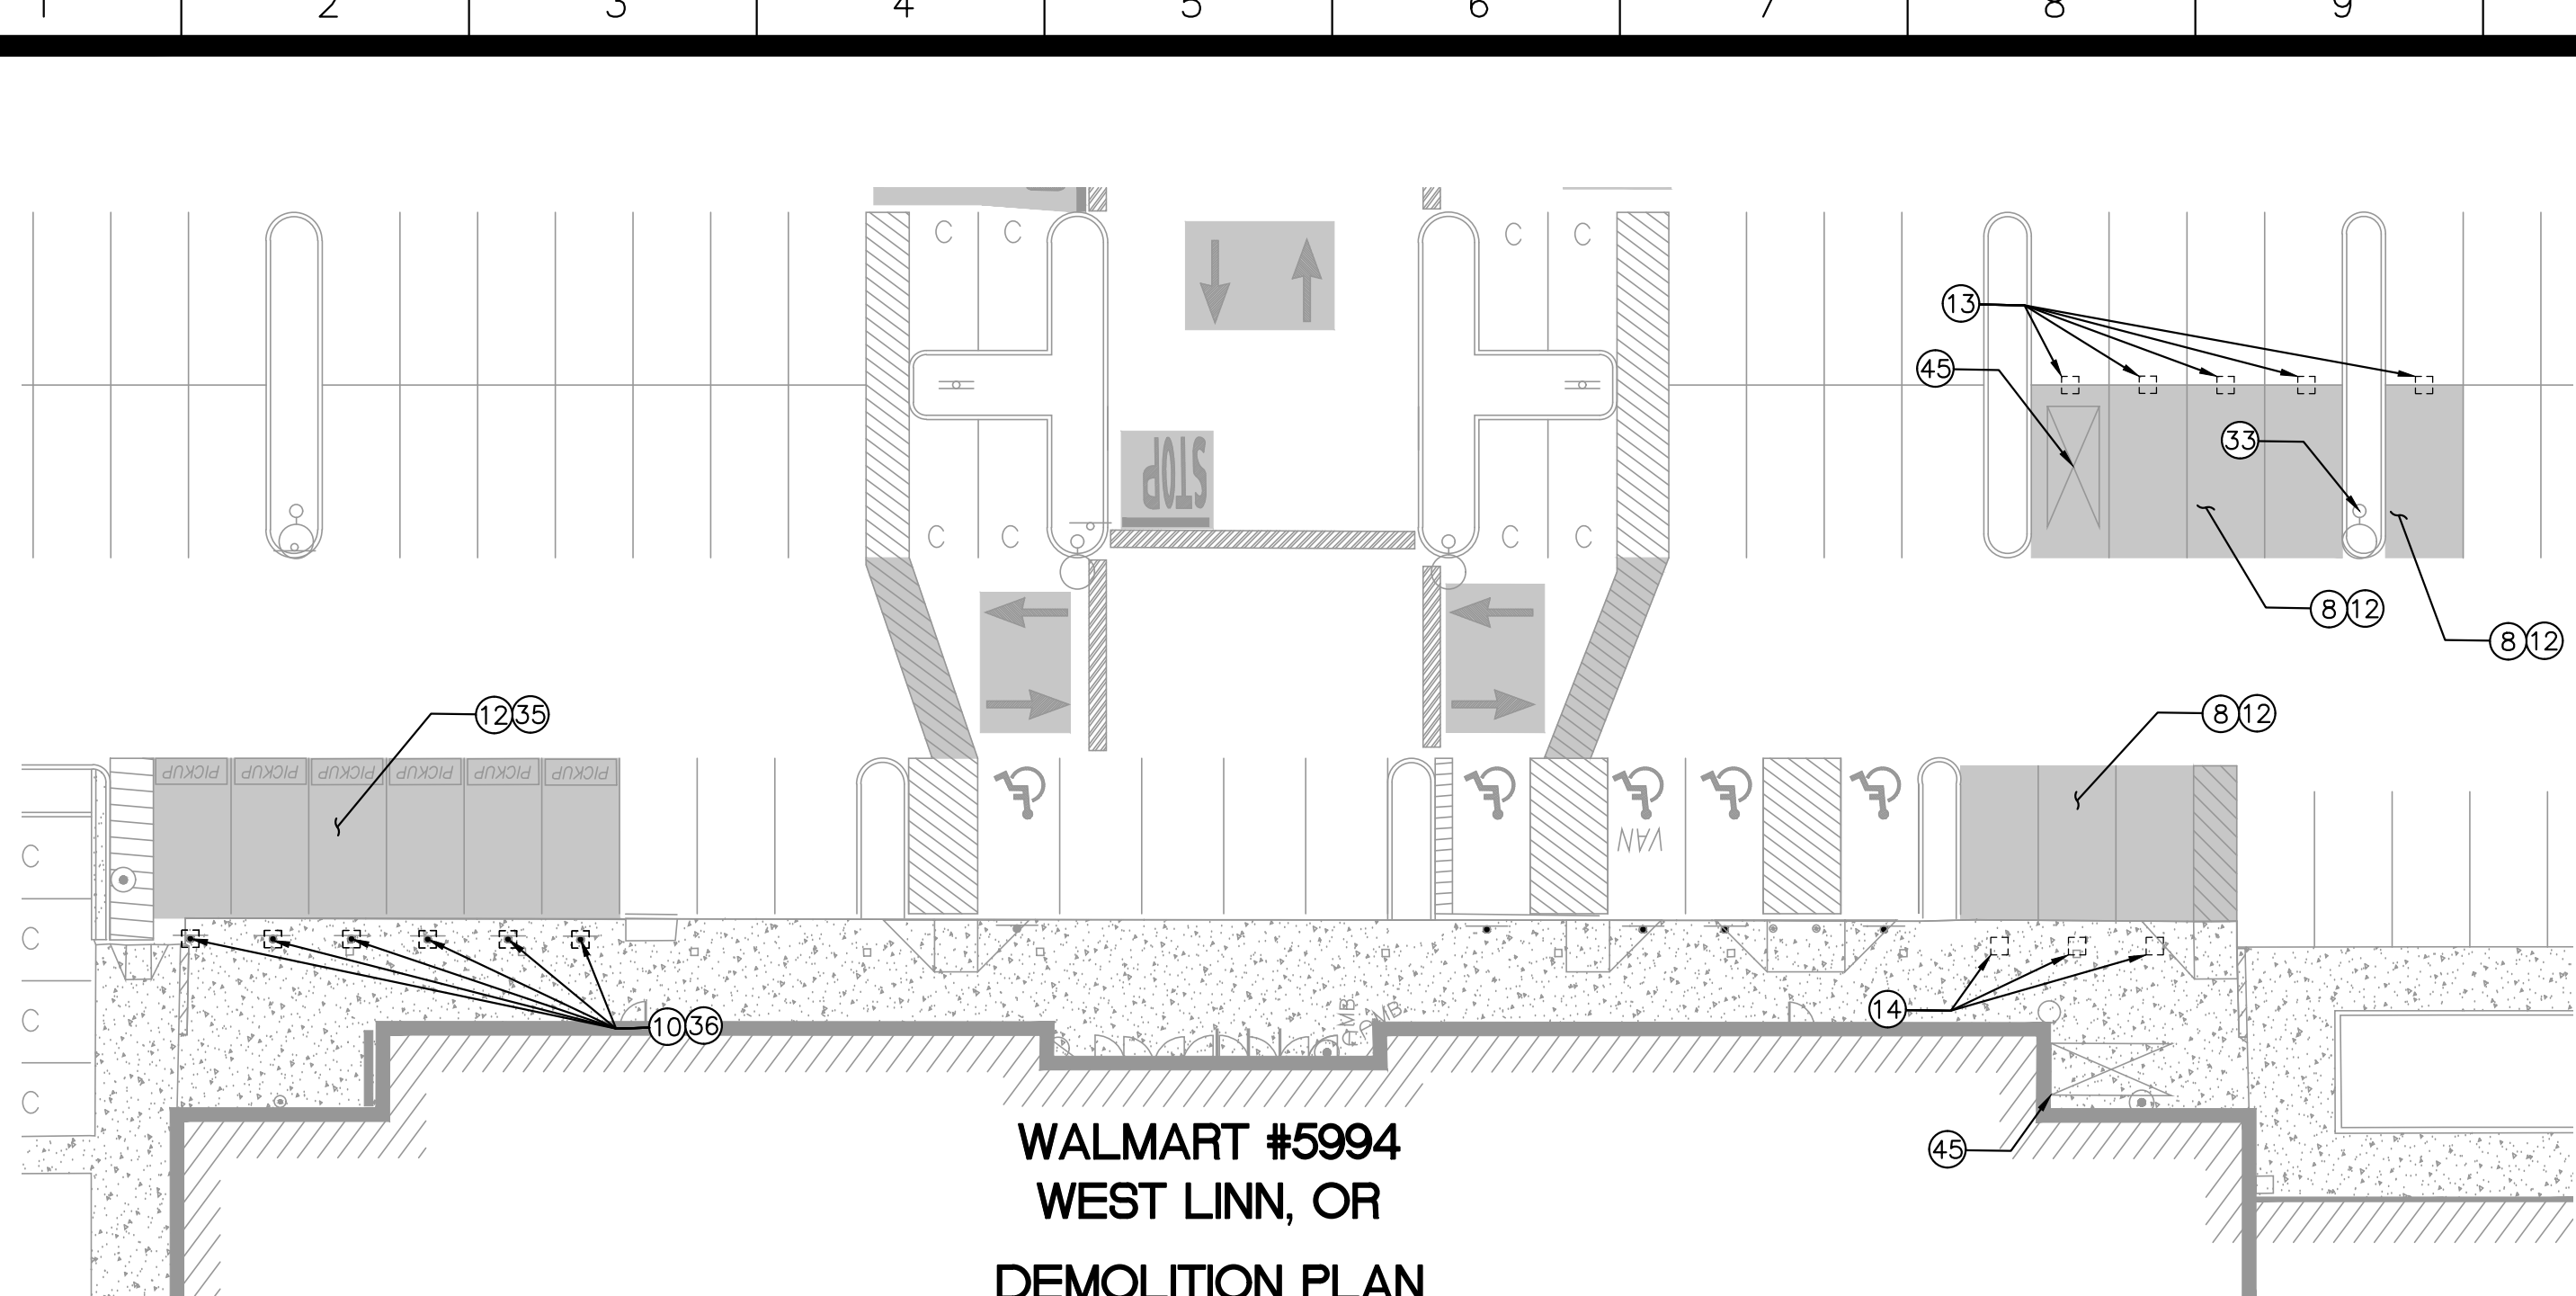 1 2 3 4 5 6 7 8 9
C C C C
13
45
STOP
33
C C C C
8 12
8 12
12 35
8 12
PICKUP PICKUP PICKUP PICKUP PICKUP PICKUP
VAN
C
C
14
10 36
C
C
45
WALMART #5994
WEST LINN, OR
DEMOLITION PLAN